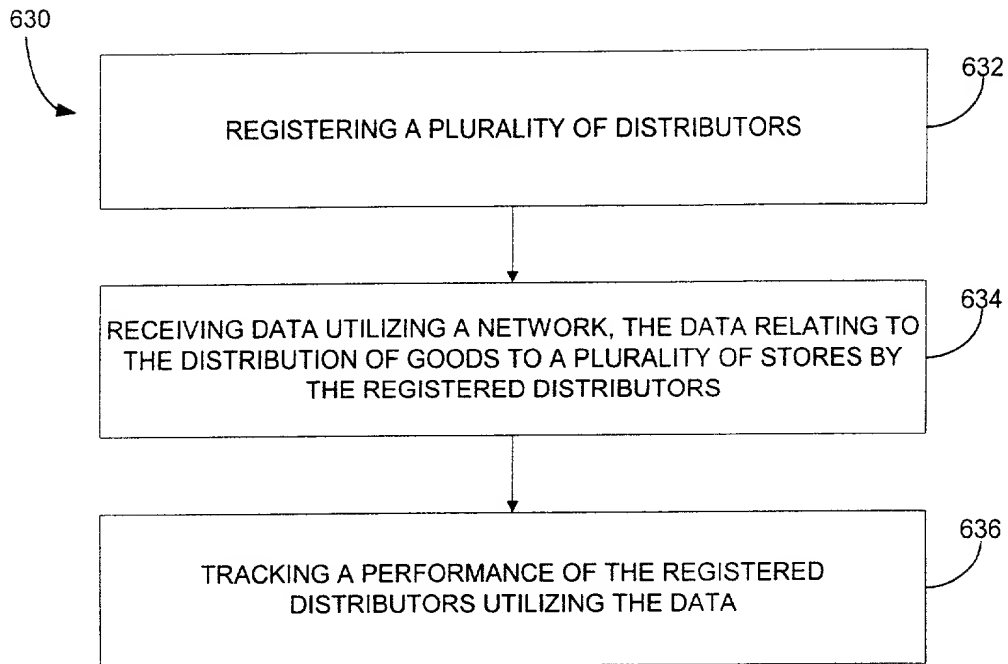 630
632
REGISTERING A PLURALITY OF DISTRIBUTORS
634
RECEIVING DATA UTILIZING A NETWORK, THE DATA RELATING TO
THE DISTRIBUTION OF GOODS TO A PLURALITY OF STORES BY
THE REGISTERED DISTRIBUTORS
636
TRACKING A PERFORMANCE OF THE REGISTERED
DISTRIBUTORS UTILIZING THE DATA